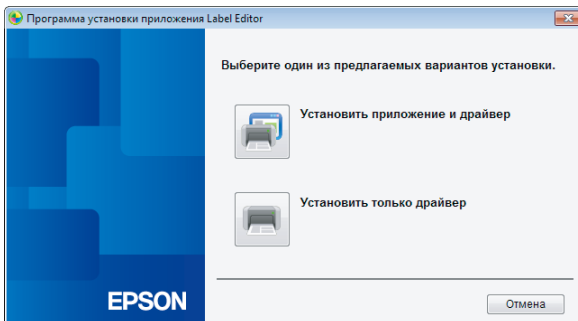 Программа установки приложения Label Editor
Выберите один из предлагаемых вариантов установки.
Установить приложение и драйвер
Установить только драйвер
EPSON
Отмена